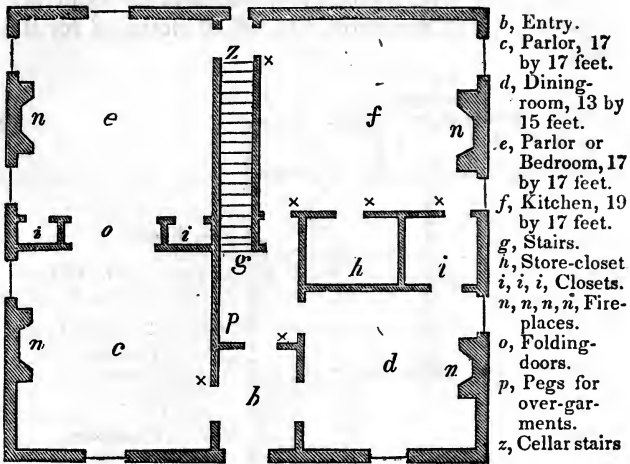 z
n
e
f
n
o
i
i
g
h
i
n
c
p
d
n
b
b, Entry.
c, Parlor, 17
by 17 feet.
d, Dining-
room, 13 by
15 feet.
e, Parlor or
Bedroom, 17
by 17 feet.
f, Kitchen, 19
by 17 feet.
g, Stairs.
h, Store-closet
i, i, i, Closets.
n, n, n, n, Fire-
places.
o, Folding-
doors.
p, Pegs for
over-gar-
ments.
z, Cellar stairs